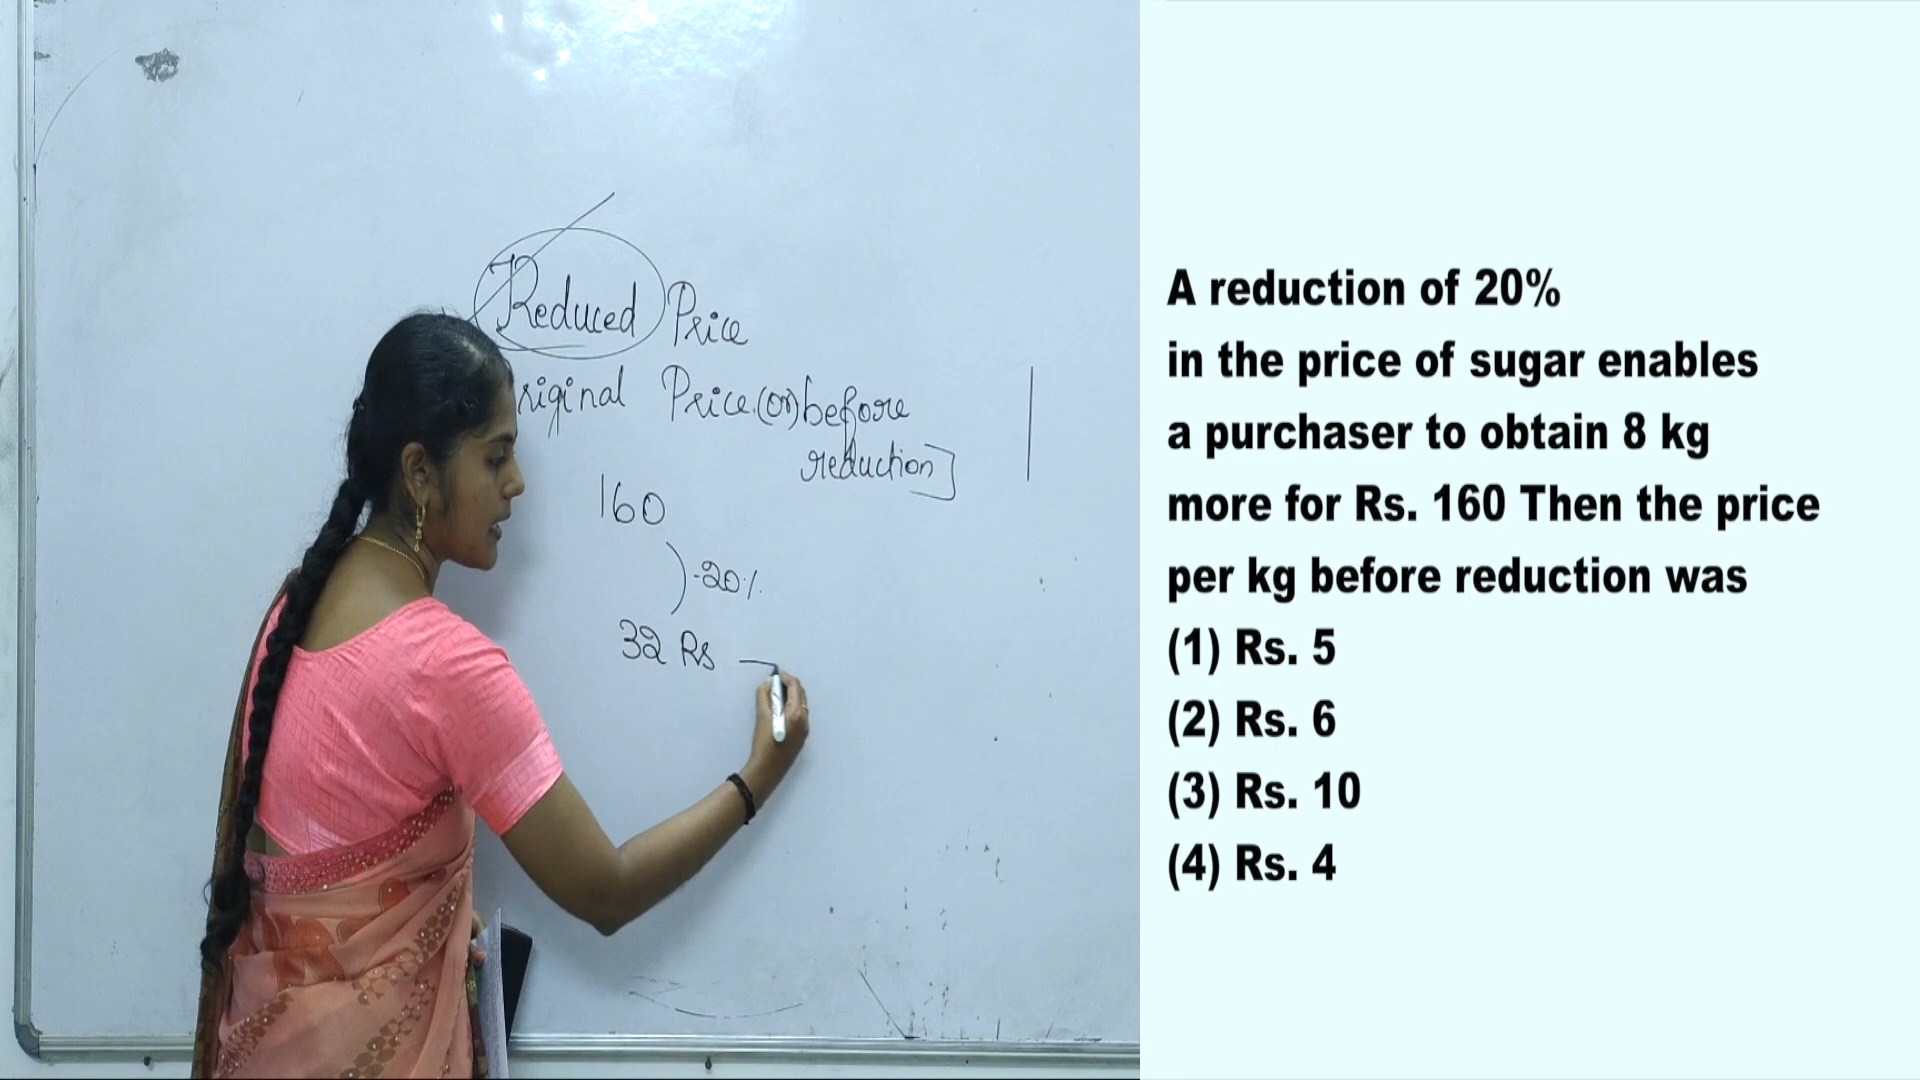 Reduced Price
riginal Price (or) before
reduction]
160
-20%
32 Rs
A reduction of 20%
in the price of sugar enables
a purchaser to obtain 8 kg
more for Rs. 160 Then the price
per kg before reduction was
(1) Rs. 5
(2) Rs. 6
(3) Rs. 10
(4) Rs. 4